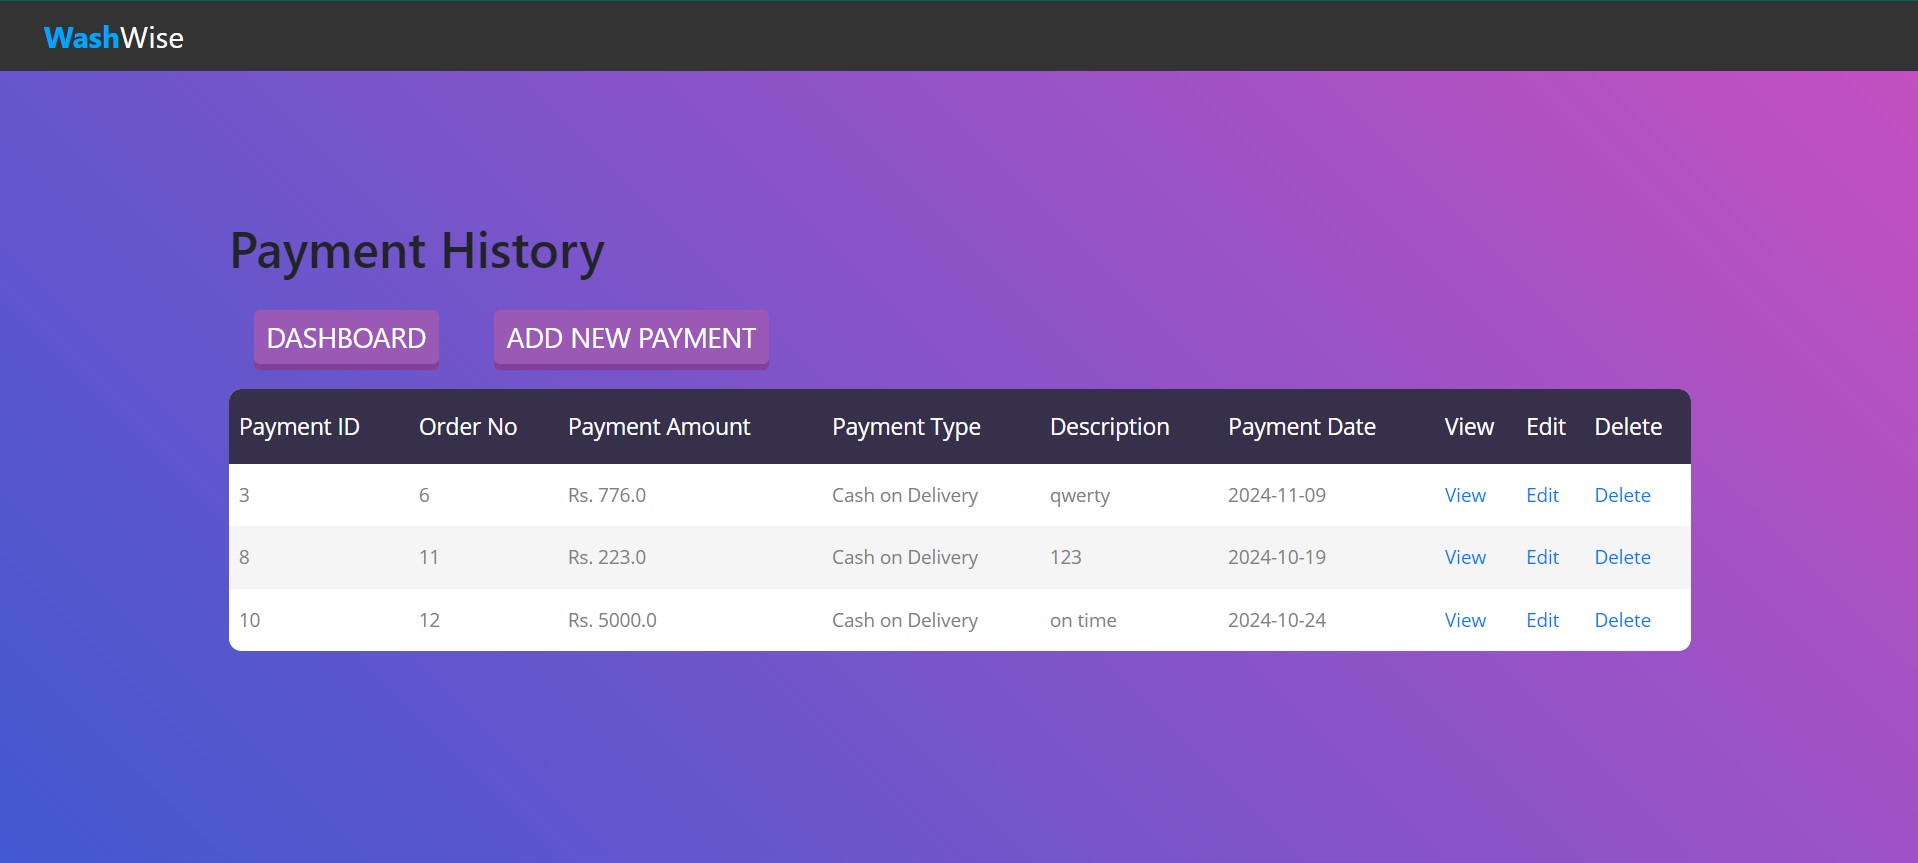 WashWise
Payment History
DASHBOARD ADD NEW PAYMENT
Payment ID Order No Payment Amount Payment Type Description Payment Date View Edit Delete
3 6 Rs. 776.0 Cash on Delivery qwerty 2024-11-09 View Edit Delete
8 11 Rs. 223.0 Cash on Delivery 123 2024-10-19 View Edit Delete
10 12 Rs. 5000.0 Cash on Delivery on time 2024-10-24 View Edit Delete